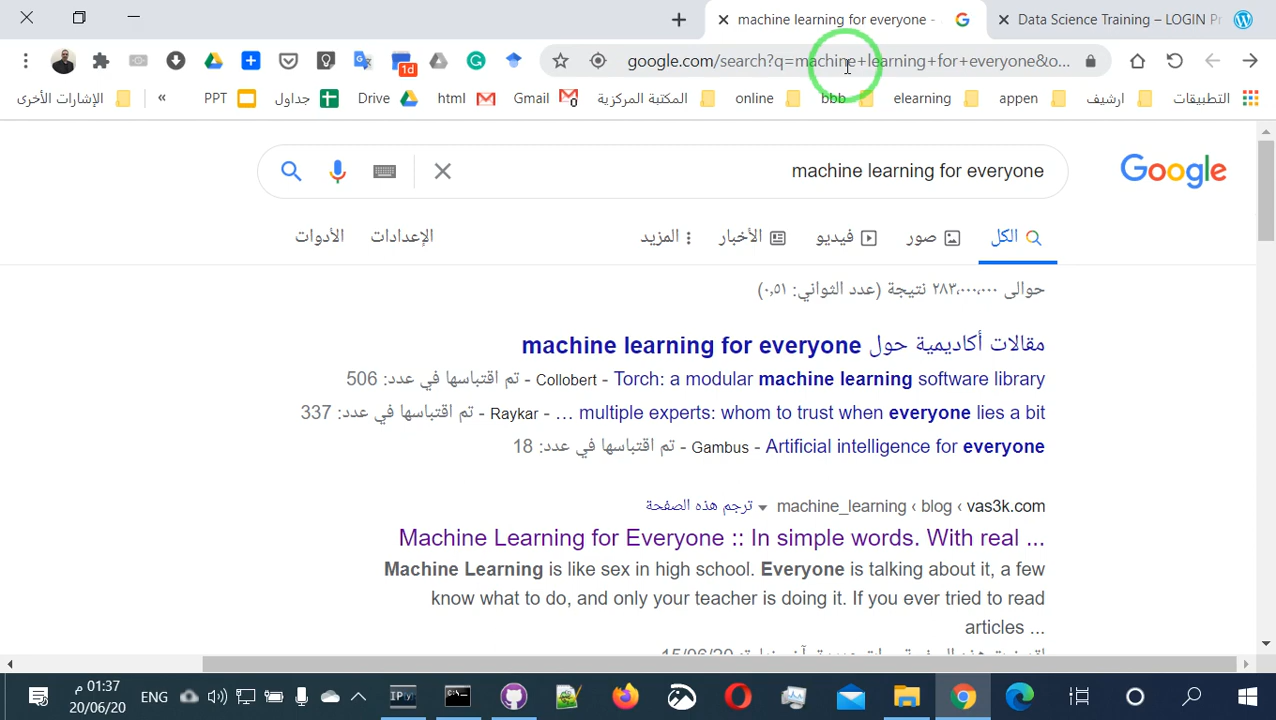 machine learning for everyone -
Data Science Training – LOGIN Pr
google.com/search?q=machine+learning+for+everyone&o...
1d
التطبيقات
ارشيف
appen
elearning
bbb
online
المكتبة المركزية
Gmail
html
Drive
جداول
PPT
»
الإشارات الأخرى
machine learning for everyone
Google
الكل
صور
فيديو
الأخبار
المزيد
الإعدادات
الأدوات
حوالى ٢٨٣،٠٠٠،٠٠٠ نتيجة (عدد الثواني: ٠٫٥١)
مقالات أكاديمية حول machine learning for everyone
Torch: a modular machine learning software library - Collobert - تم اقتباسها في عدد: 506
multiple experts: whom to trust when everyone lies a bit … - Raykar - تم اقتباسها في عدد: 337
Artificial intelligence for everyone - Gambus - تم اقتباسها في عدد: 18
vas3k.com › blog › machine_learning ترجم هذه الصفحة
Machine Learning for Everyone :: In simple words. With real ...
Machine Learning is like sex in high school. Everyone is talking about it, a few
know what to do, and only your teacher is doing it. If you ever tried to read
articles ...
15/06/20
01:37 م
20/06/20
ENG
IPy